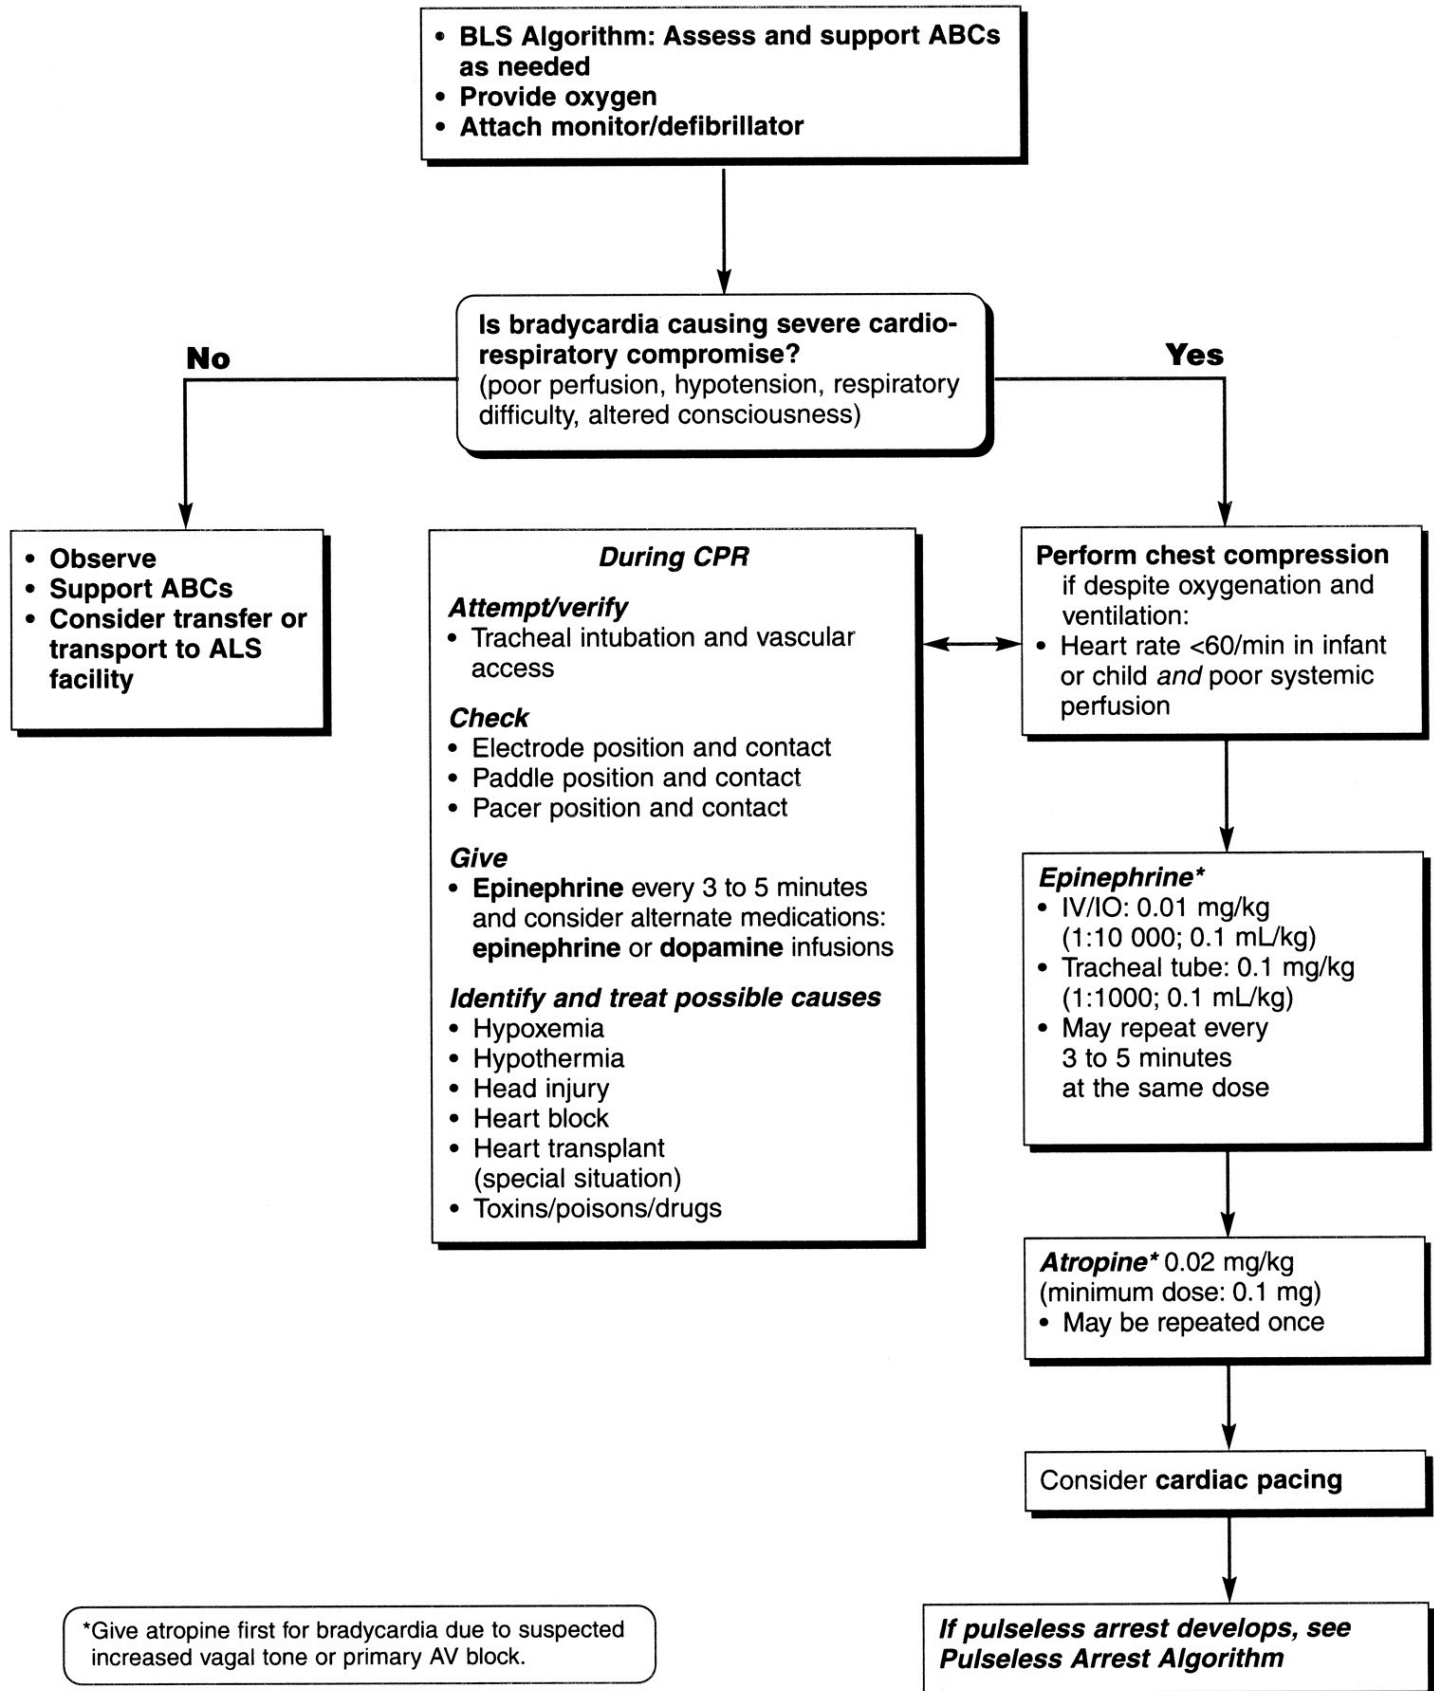 • BLS Algorithm: Assess and support ABCs
as needed
• Provide oxygen
• Attach monitor/defibrillator
Is bradycardia causing severe cardio-
respiratory compromise?
(poor perfusion, hypotension, respiratory
difficulty, altered consciousness)
No
Yes
• Observe
• Support ABCs
• Consider transfer or
transport to ALS
facility
During CPR
Attempt/verify
• Tracheal intubation and vascular
access
Check
• Electrode position and contact
• Paddle position and contact
• Pacer position and contact
Give
• Epinephrine every 3 to 5 minutes
and consider alternate medications:
epinephrine or dopamine infusions
Identify and treat possible causes
• Hypoxemia
• Hypothermia
• Head injury
• Heart block
• Heart transplant
(special situation)
• Toxins/poisons/drugs
Perform chest compression
if despite oxygenation and
ventilation:
• Heart rate <60/min in infant
or child and poor systemic
perfusion
Epinephrine*
• IV/IO: 0.01 mg/kg
(1:10 000; 0.1 mL/kg)
• Tracheal tube: 0.1 mg/kg
(1:1000; 0.1 mL/kg)
• May repeat every
3 to 5 minutes
at the same dose
Atropine* 0.02 mg/kg
(minimum dose: 0.1 mg)
• May be repeated once
Consider cardiac pacing
If pulseless arrest develops, see
Pulseless Arrest Algorithm
*Give atropine first for bradycardia due to suspected
increased vagal tone or primary AV block.